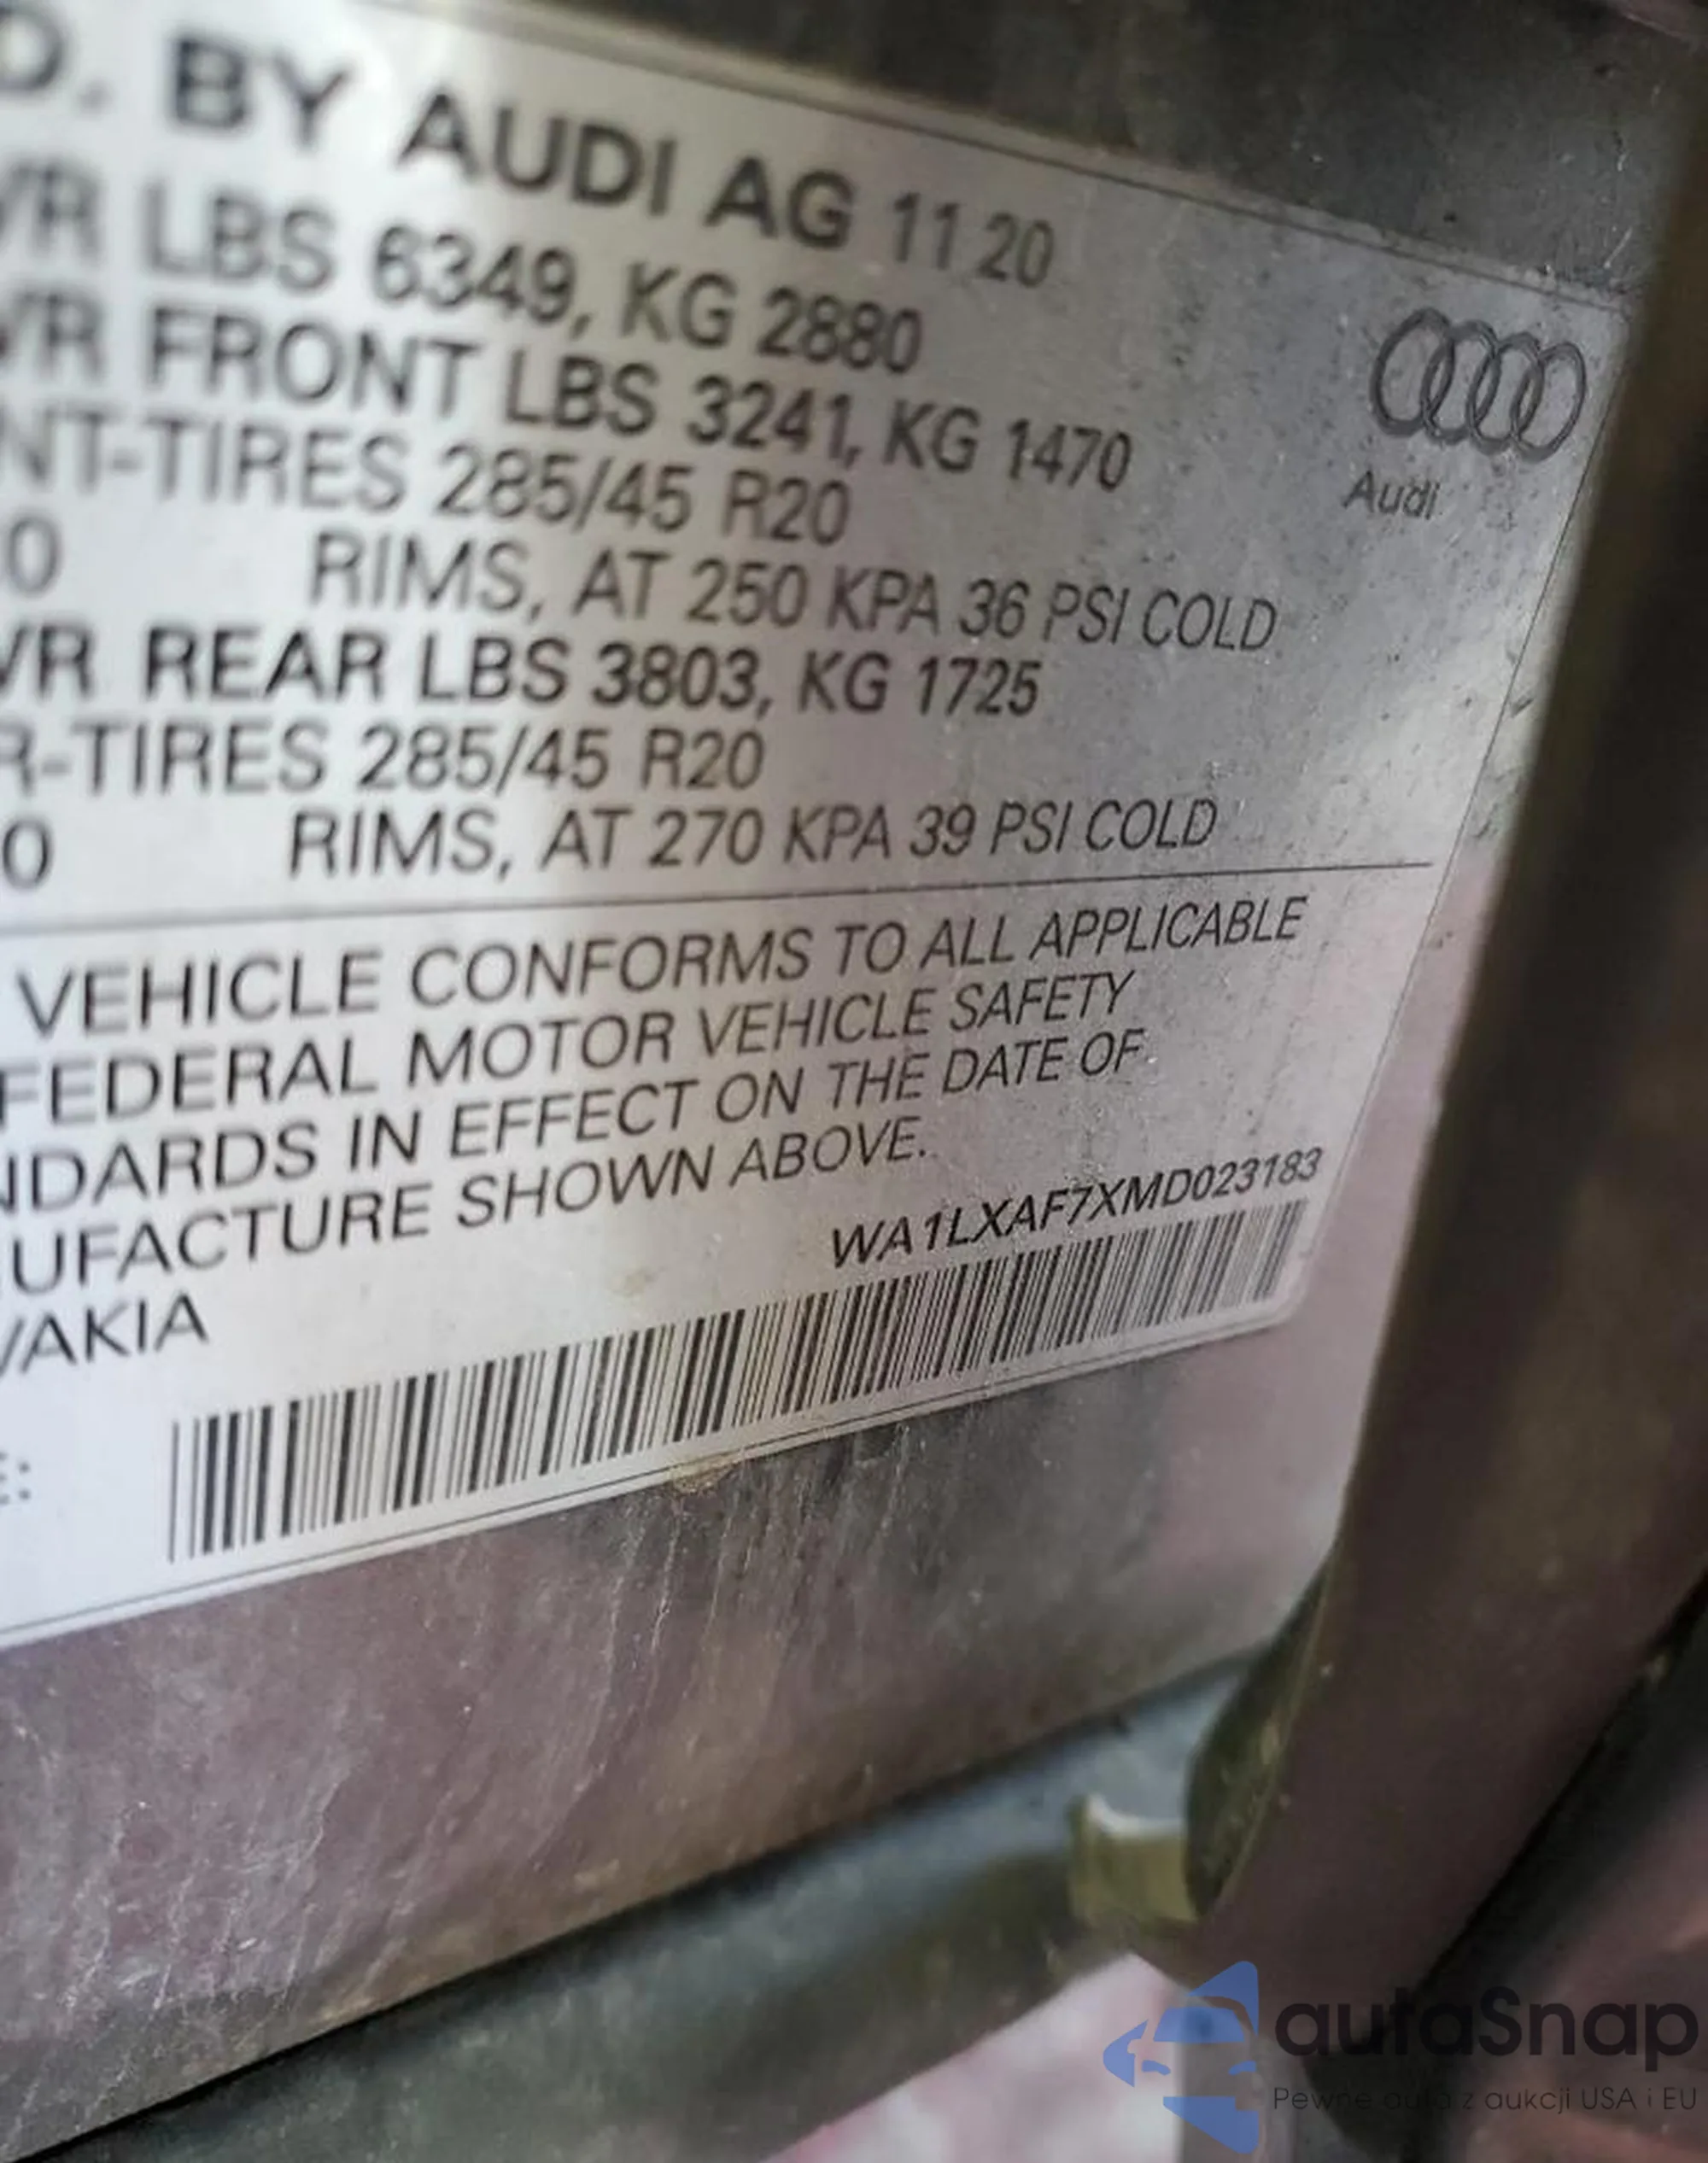 D. BY AUDI AG 11 20
VR LBS 6349, KG 2880
VR FRONT LBS 3241, KG 1470
NT-TIRES 285/45 R20
0 RIMS, AT 250 KPA 36 PSI COLD
VR REAR LBS 3803, KG 1725
R-TIRES 285/45 R20
0 RIMS, AT 270 KPA 39 PSI COLD
Audi
VEHICLE CONFORMS TO ALL APPLICABLE
FEDERAL MOTOR VEHICLE SAFETY
NDARDS IN EFFECT ON THE DATE OF
UFACTURE SHOWN ABOVE.
WA1LXAF7XMD023183
VAKIA
E:
autaSnap
Pewne auta z aukcji USA i EU